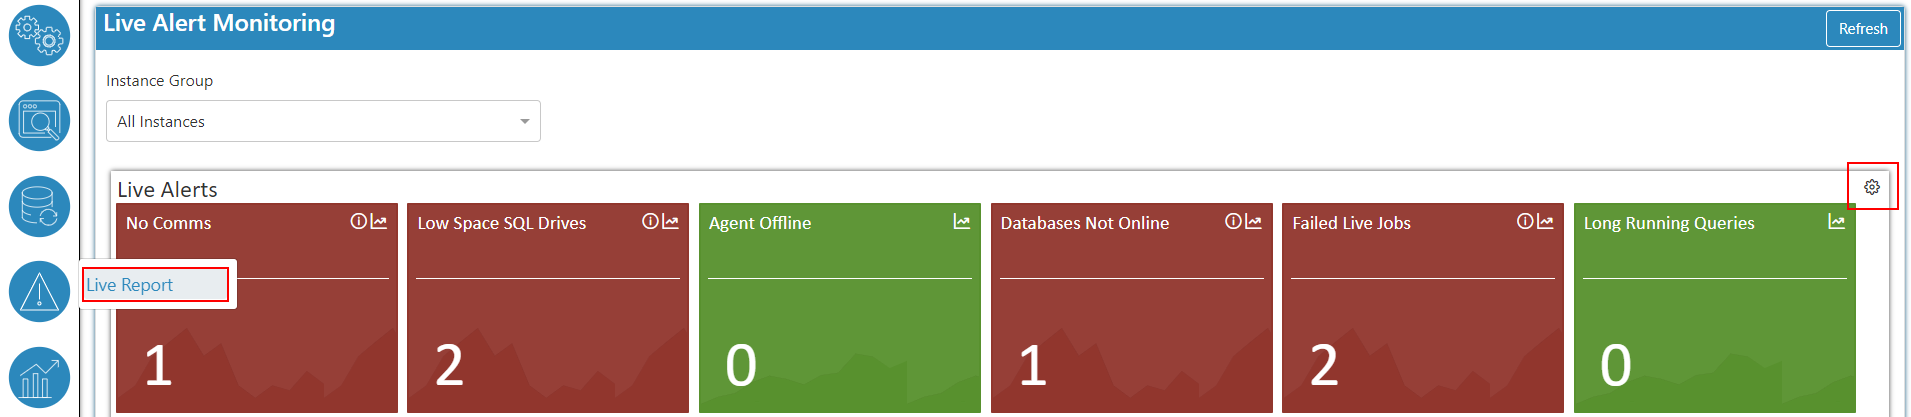 Live Alert Monitoring
Refresh
Instance Group
All Instances
Live Alerts
No Comms
Low Space SQL Drives
Agent Offline
Databases Not Online
Failed Live Jobs
Long Running Queries
Live Report
1
2
0
1
2
0